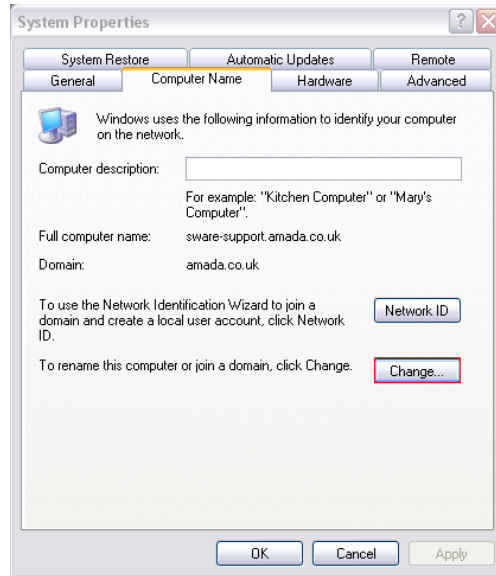 System Properties
System Restore Automatic Updates Remote
General Computer Name Hardware Advanced
Windows uses the following information to identify your computer
on the network.
Computer description:
For example: "Kitchen Computer" or "Mary's
Computer".
Full computer name: sware-support.amada.co.uk
Domain: amada.co.uk
To use the Network Identification Wizard to join a
domain and create a local user account, click Network
ID.
Network ID
To rename this computer or join a domain, click Change.
Change...
OK Cancel Apply